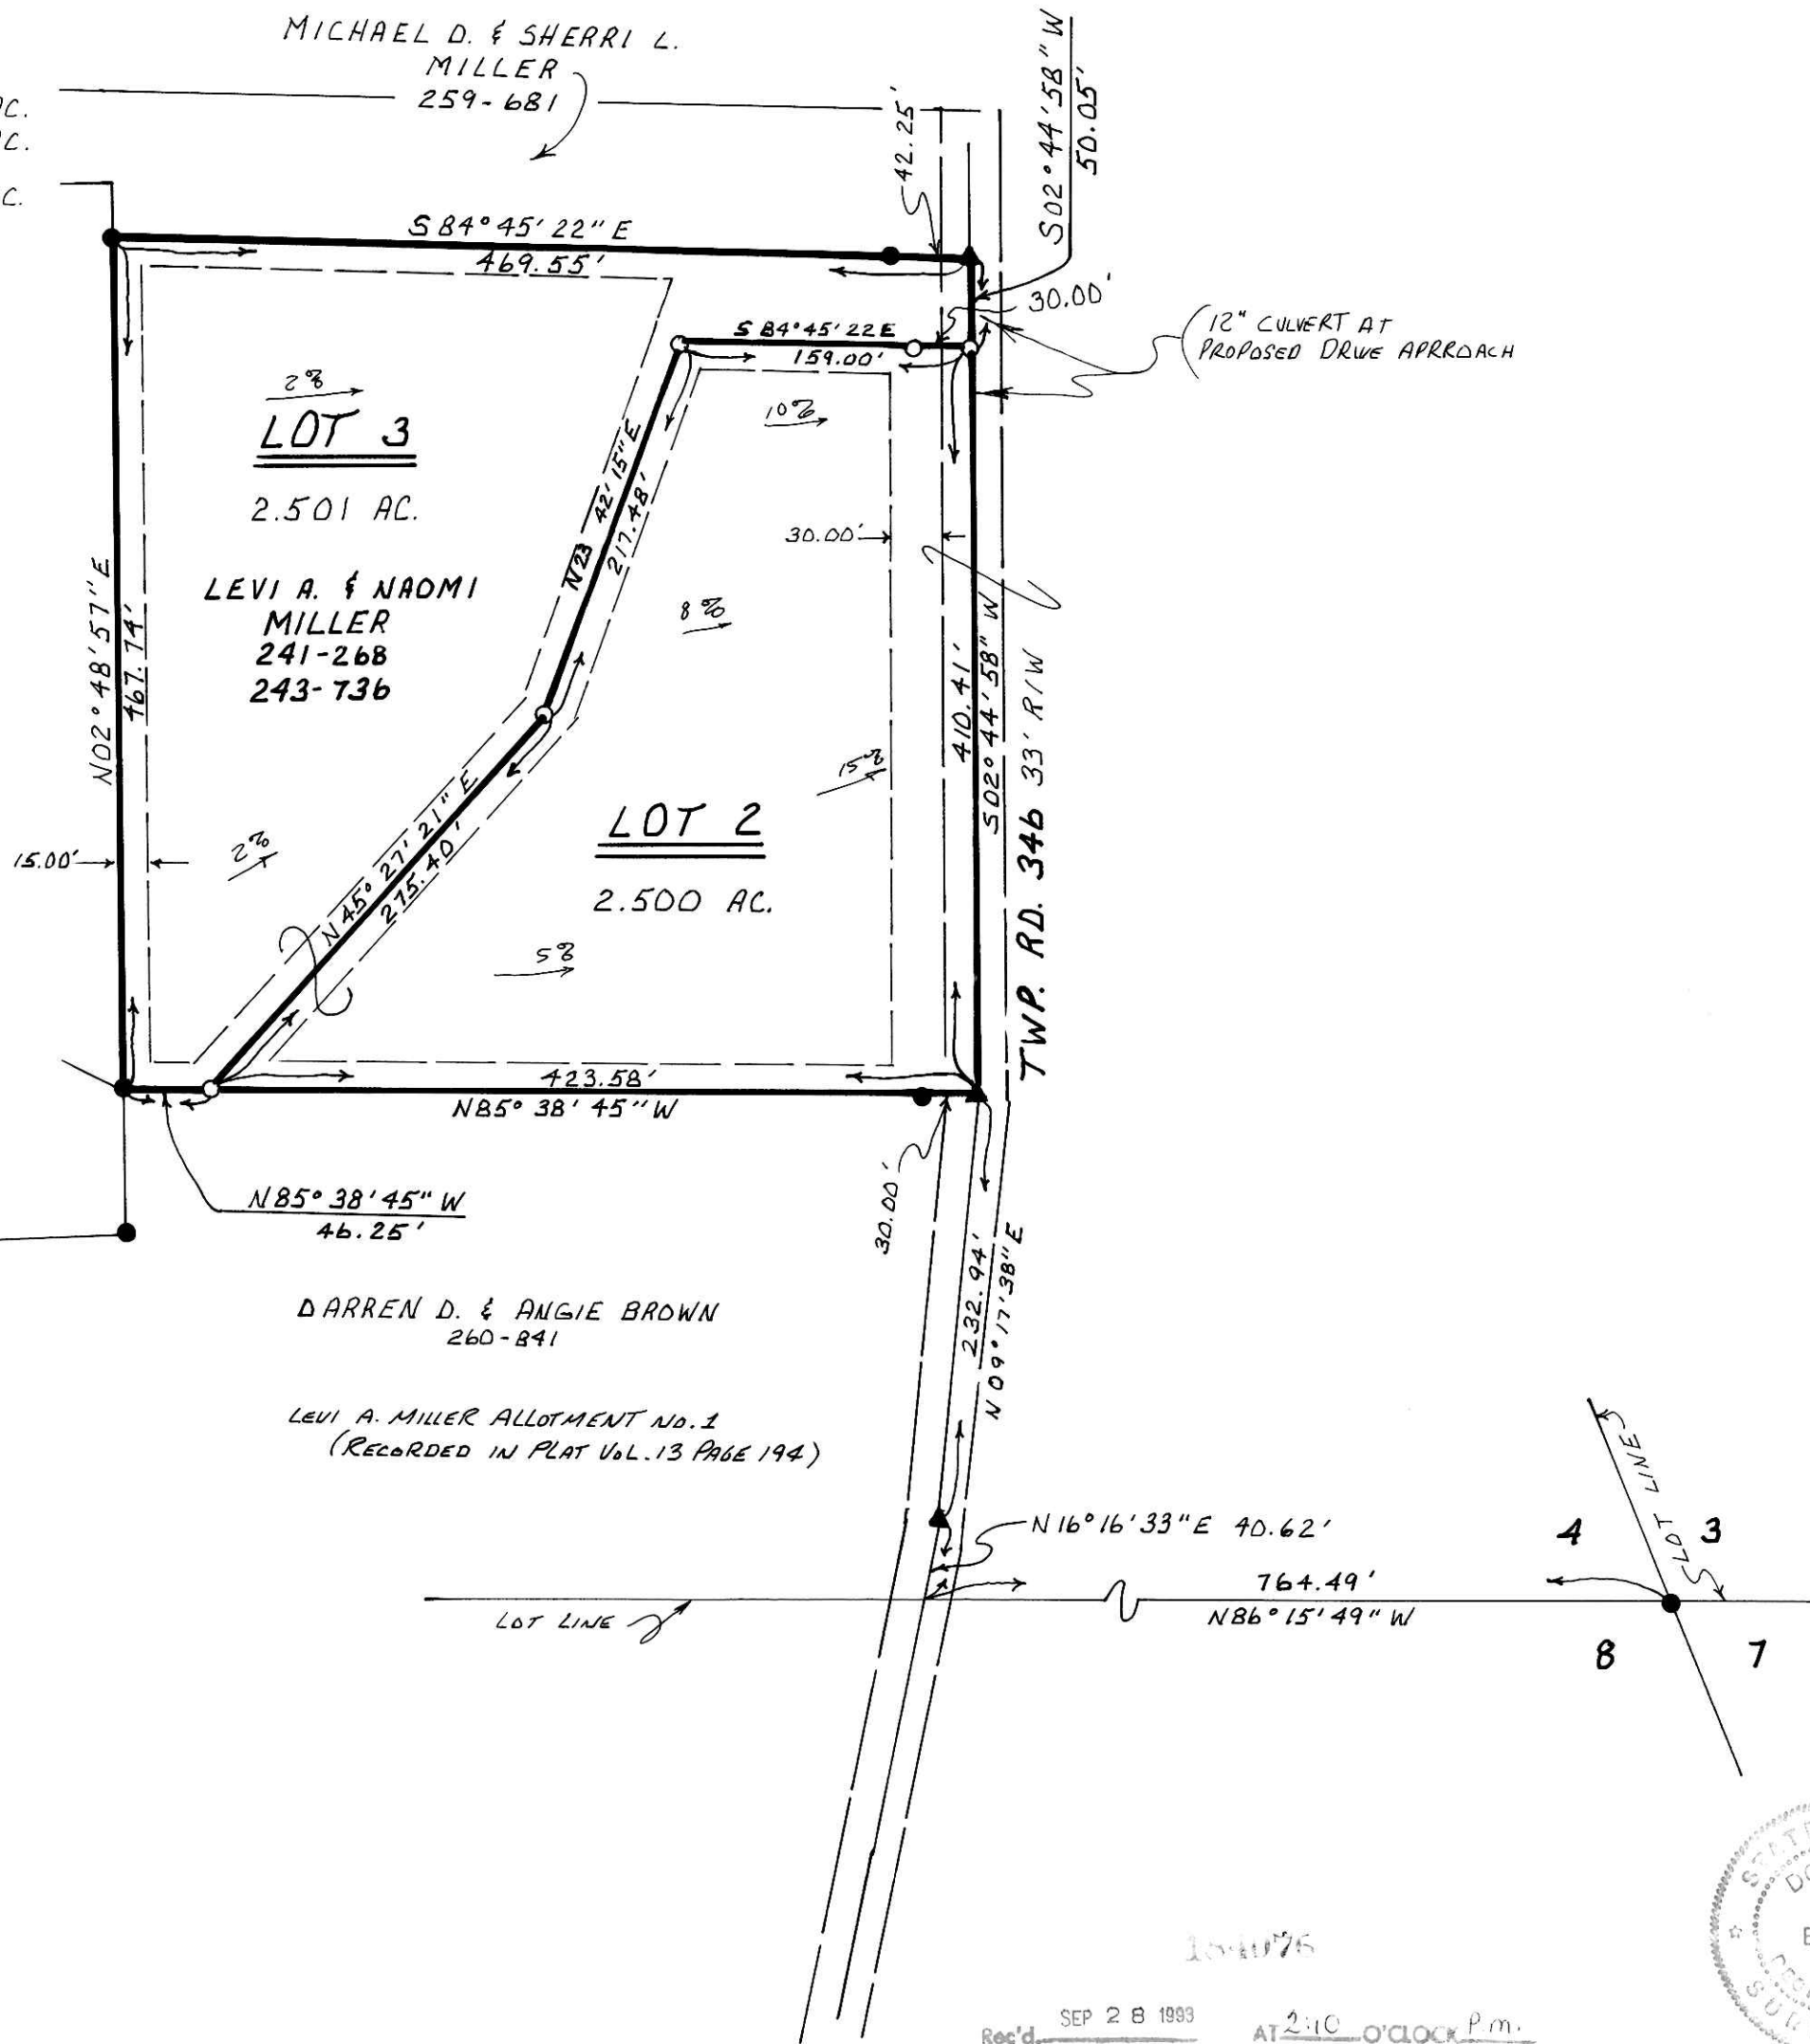 MICHAEL D. & SHERRI L.
MILLER
259-681
C.
C.
C.
42.25'
S02°44'58"W
50.05'
S84°45'22"E
469.55'
30.00'
S84°45'22E
159.00'
12" CULVERT AT
PROPOSED DRIVE APRROACH
2%
LOT 3
2.501 AC.
10%
N23 42'15"E
217.48'
30.00'
LEVI A. & NAOMI
MILLER
241-268
243-736
N02°48'57"E
467.74'
8%
410.41'
S02°44'58"W
TWP. RD. 346 33' R/W
15%
LOT 2
2.500 AC.
15.00'
2%
N45°27'21"E
275.40'
5%
423.58'
N85°38'45"W
N85°38'45"W
46.25'
30.00'
232.94'
N09°17'38"E
DARREN D. & ANGIE BROWN
260-841
LEVI A. MILLER ALLOTMENT NO.1
(RECORDED IN PLAT VOL.13 PAGE 194)
N16°16'33"E 40.62'
LOT LINE
4
3
764.49'
N86°15'49"W
LOT LINE
8
7
SEP 28 1993
Rec'd AT 2:10 O'CLOCK P.m.